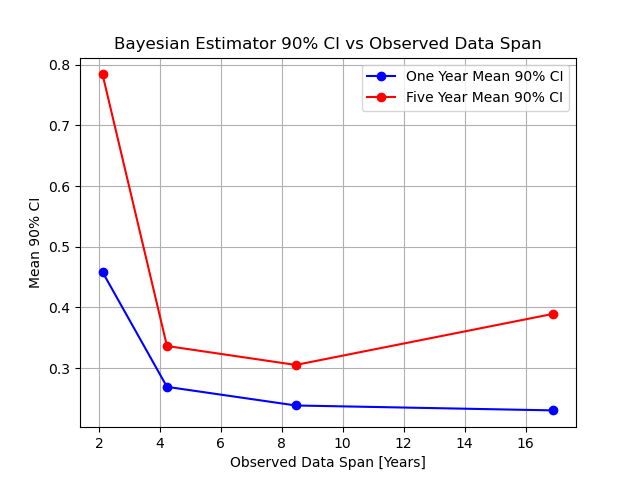 Bayesian Estimator 90% CI vs Observed Data Span
One Year Mean 90% CI
Five Year Mean 90% CI
Mean 90% CI
0.8
0.7
0.6
0.5
0.4
0.3
2 4 6 8 10 12 14 16
Observed Data Span [Years]